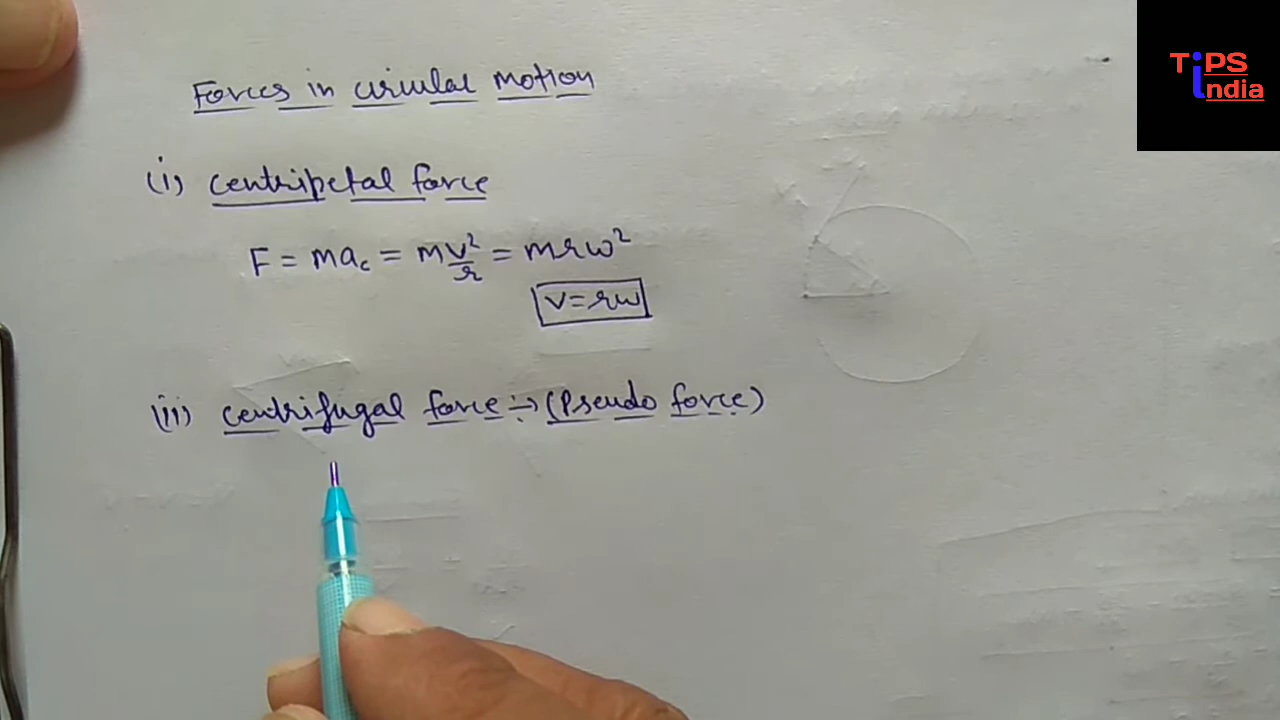 TiPS
India
Forces in circular motion
(i) centripetal force
F = mac = mv²/r = mrω²
v=rω
(ii) centrifugal force :→ (Pseudo force)